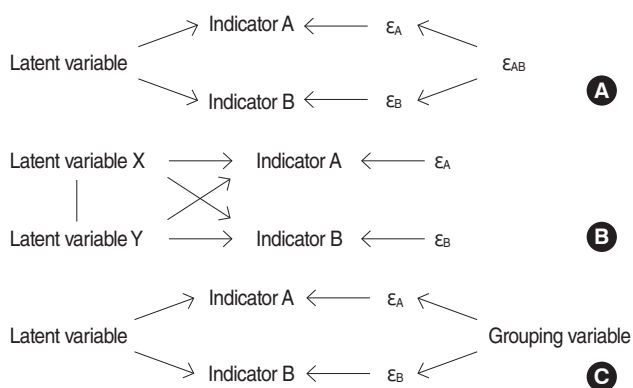 Indicator A εA
Latent variable εAB
Indicator B εB
A
Latent variable X Indicator A εA
Latent variable Y Indicator B εB
B
Indicator A εA
Latent variable Grouping variable
Indicator B εB
C